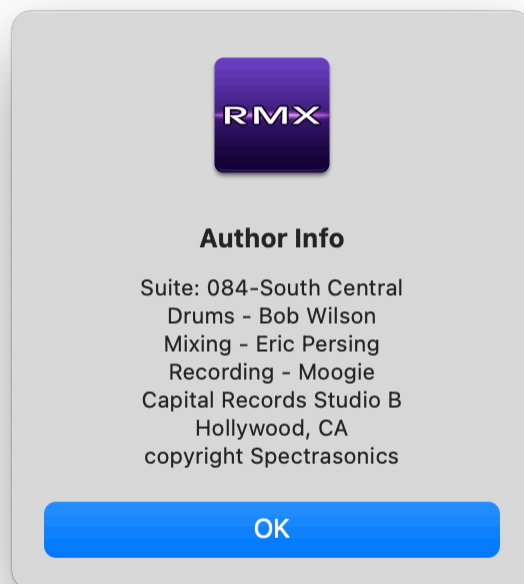 RMX
Author Info
Suite: 084-South Central
Drums - Bob Wilson
Mixing - Eric Persing
Recording - Moogie
Capital Records Studio B
Hollywood, CA
copyright Spectrasonics
OK